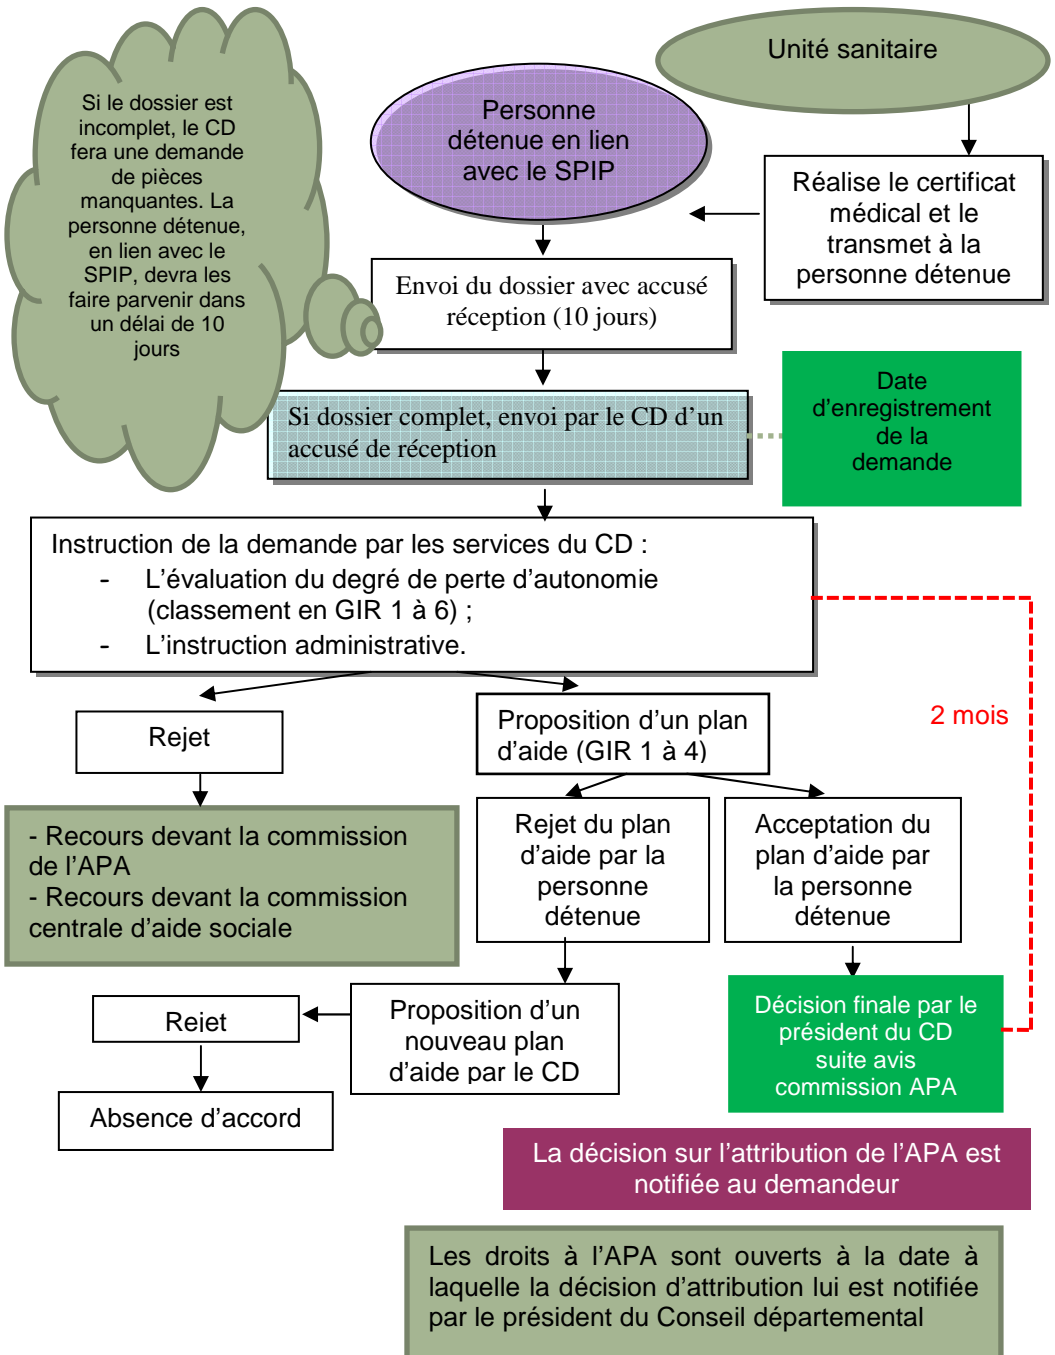 Unité sanitaire
Si le dossier est
incomplet, le CD
fera une demande
de pièces
manquantes. La
personne détenue,
en lien avec le
SPIP, devra les
faire parvenir dans
un délai de 10
jours
Personne
détenue en lien
avec le SPIP
Réalise le certificat
médical et le
transmet à la
personne détenue
Envoi du dossier avec accusé
réception (10 jours)
Date
d'enregistrement
de la
demande
Si dossier complet, envoi par le CD d'un
accusé de réception
Instruction de la demande par les services du CD :
- L'évaluation du degré de perte d'autonomie
(classement en GIR 1 à 6) ;
- L'instruction administrative.
2 mois
Rejet
Proposition d'un plan
d'aide (GIR 1 à 4)
- Recours devant la commission
de l'APA
- Recours devant la commission
centrale d'aide sociale
Rejet du plan
d'aide par la
personne
détenue
Acceptation du
plan d'aide par
la personne
détenue
Rejet
Proposition d'un
nouveau plan
d'aide par le CD
Décision finale par le
président du CD
suite avis
commission APA
Absence d'accord
La décision sur l'attribution de l'APA est
notifiée au demandeur
Les droits à l'APA sont ouverts à la date à
laquelle la décision d'attribution lui est notifiée
par le président du Conseil départemental